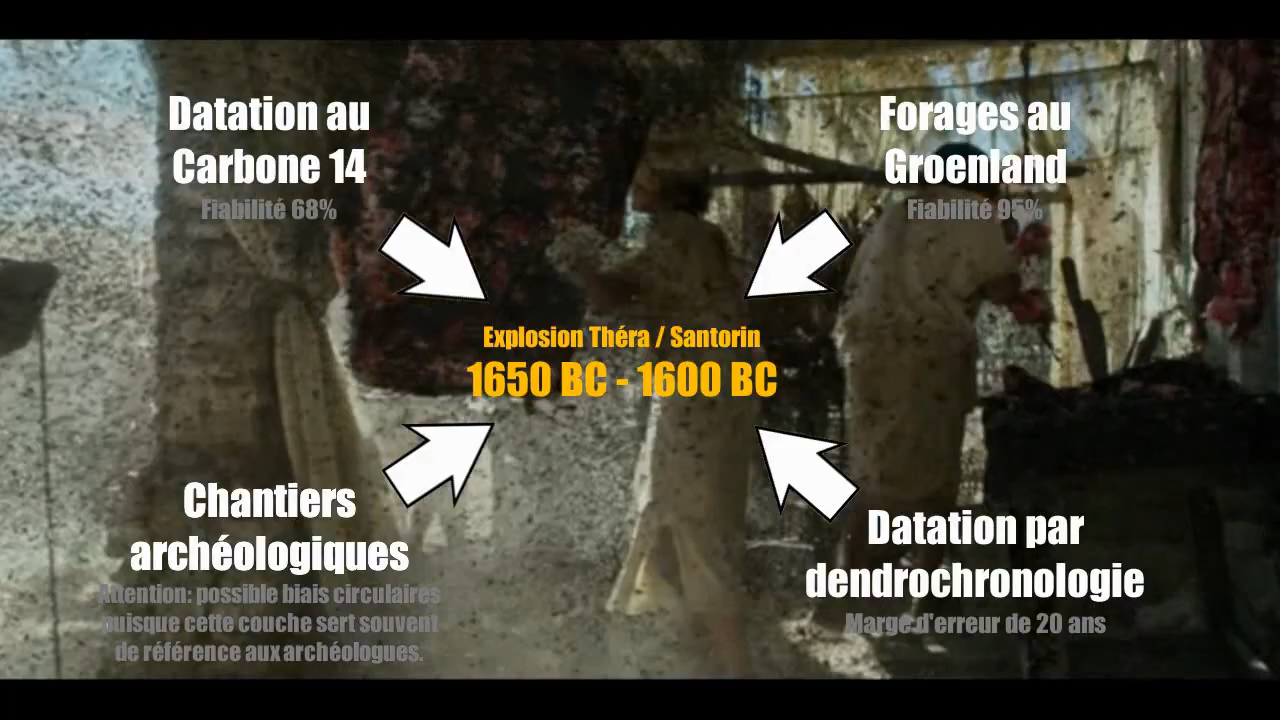 Datation au
Carbone 14
Fiabilité 68%
Forages au
Groenland
Fiabilité 95%
Explosion Théra / Santorin
1650 BC - 1600 BC
Chantiers
archéologiques
Attention: possible biais circulaires
puisque cette couche sert souvent
de référence aux archéologues.
Datation par
dendrochronologie
Marge d'erreur de 20 ans